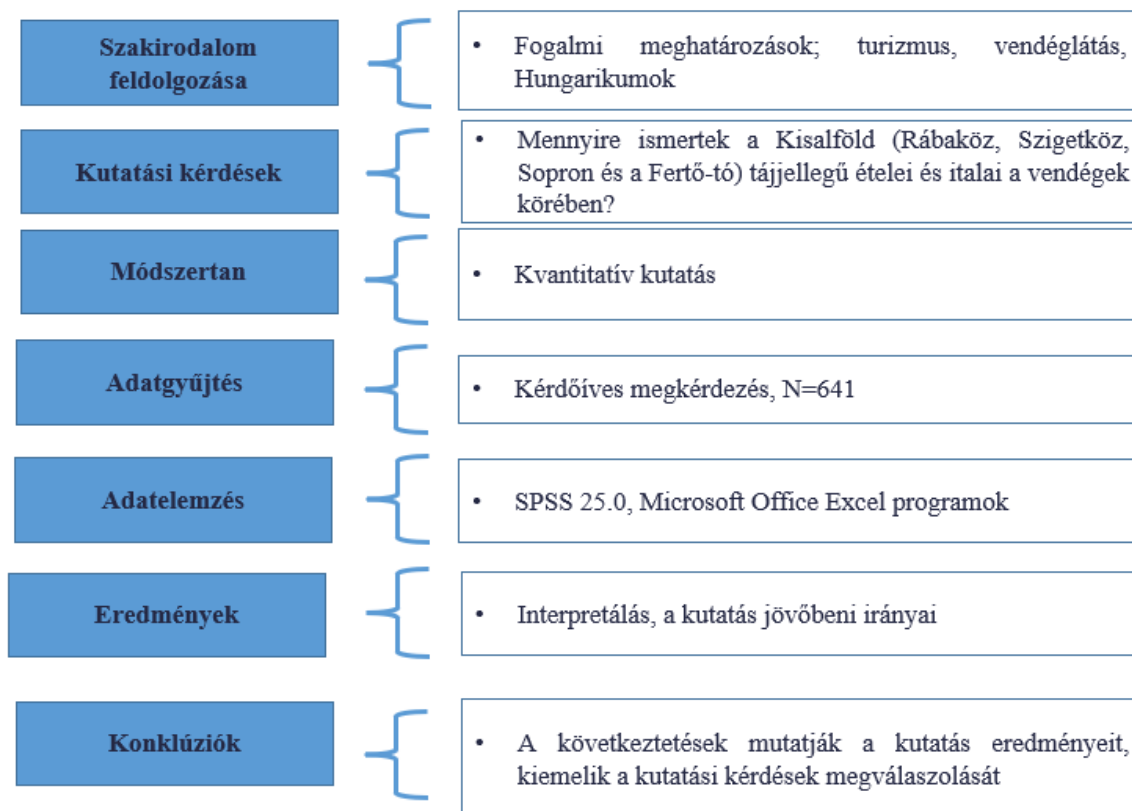 Szakirodalom
feldolgozása
• Fogalmi meghatározások; turizmus, vendéglátás,
Hungarikumok
Kutatási kérdések
• Mennyire ismertek a Kisalföld (Rábaköz, Szigetköz,
Sopron és a Fertő-tó) tájjellegű ételei és italai a vendégek
körében?
Módszertan
• Kvantitatív kutatás
Adatgyűjtés
• Kérdőíves megkérdezés, N=641
Adatelemzés
• SPSS 25.0, Microsoft Office Excel programok
Eredmények
• Interpretálás, a kutatás jövőbeni irányai
Konklúziók
• A következtetések mutatják a kutatás eredményeit,
kiemelik a kutatási kérdések megválaszolását